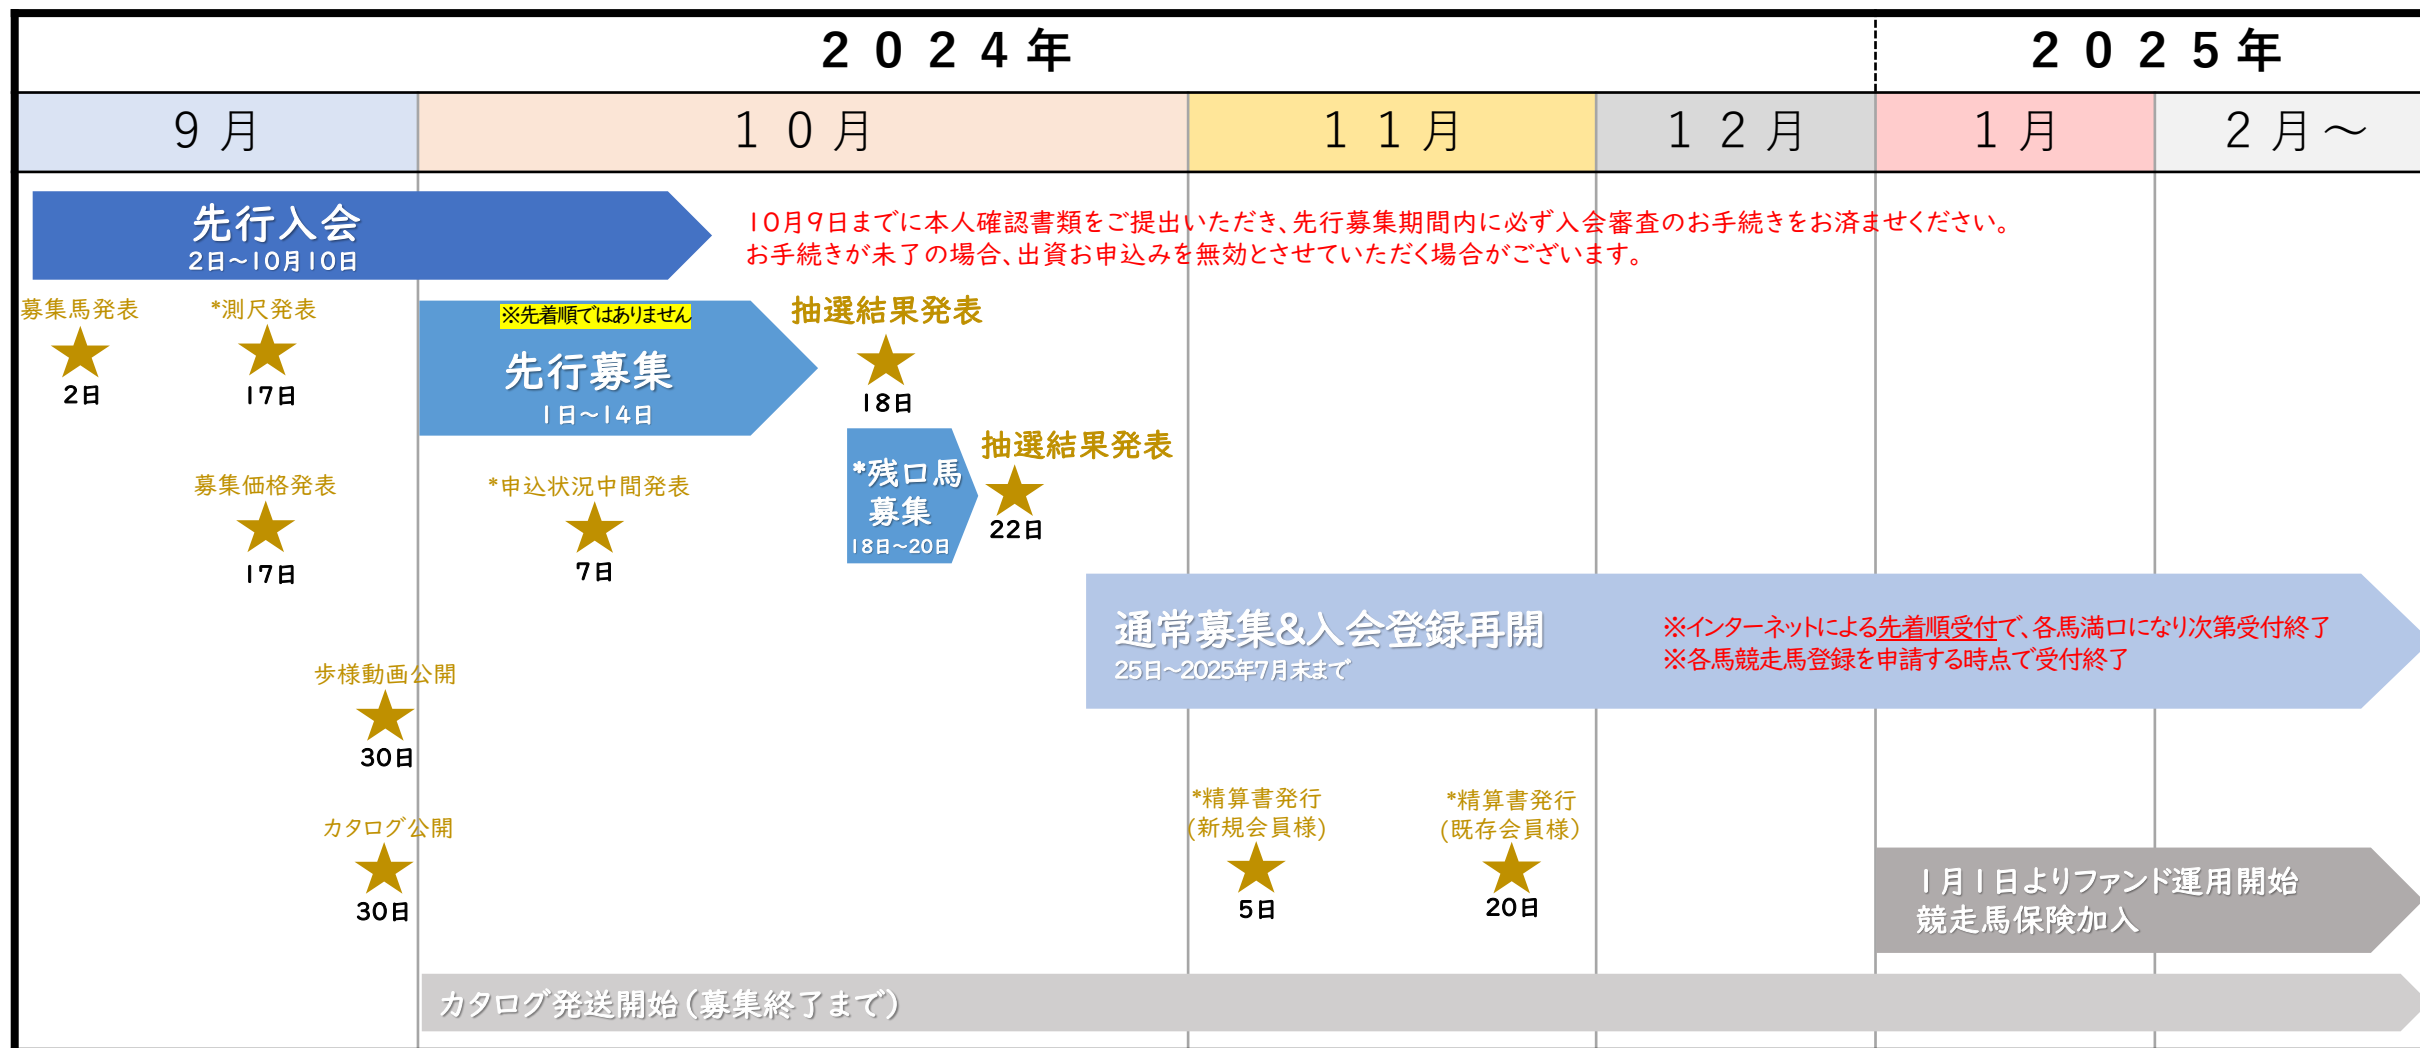 ２０２４年
２０２５年
９月
１０月
１１月
１２月
１月
２月～
先行入会
2日～10月10日
10月9日までに本人確認書類をご提出いただき、先行募集期間内に必ず入会審査のお手続きをお済ませください。
お手続きが未了の場合、出資お申込みを無効とさせていただく場合がございます。
募集馬発表
2日
*測尺発表
17日
※先着順ではありません
先行募集
1日～14日
抽選結果発表
18日
*残口馬
募集
18日～20日
抽選結果発表
22日
募集価格発表
17日
*申込状況中間発表
7日
通常募集&入会登録再開
25日～2025年7月末まで
※インターネットによる先着順受付で、各馬満口になり次第受付終了
※各馬競走馬登録を申請する時点で受付終了
歩様動画公開
30日
カタログ公開
30日
*精算書発行
(新規会員様)
5日
*精算書発行
(既存会員様)
20日
1月1日よりファンド運用開始
競走馬保険加入
カタログ発送開始(募集終了まで)